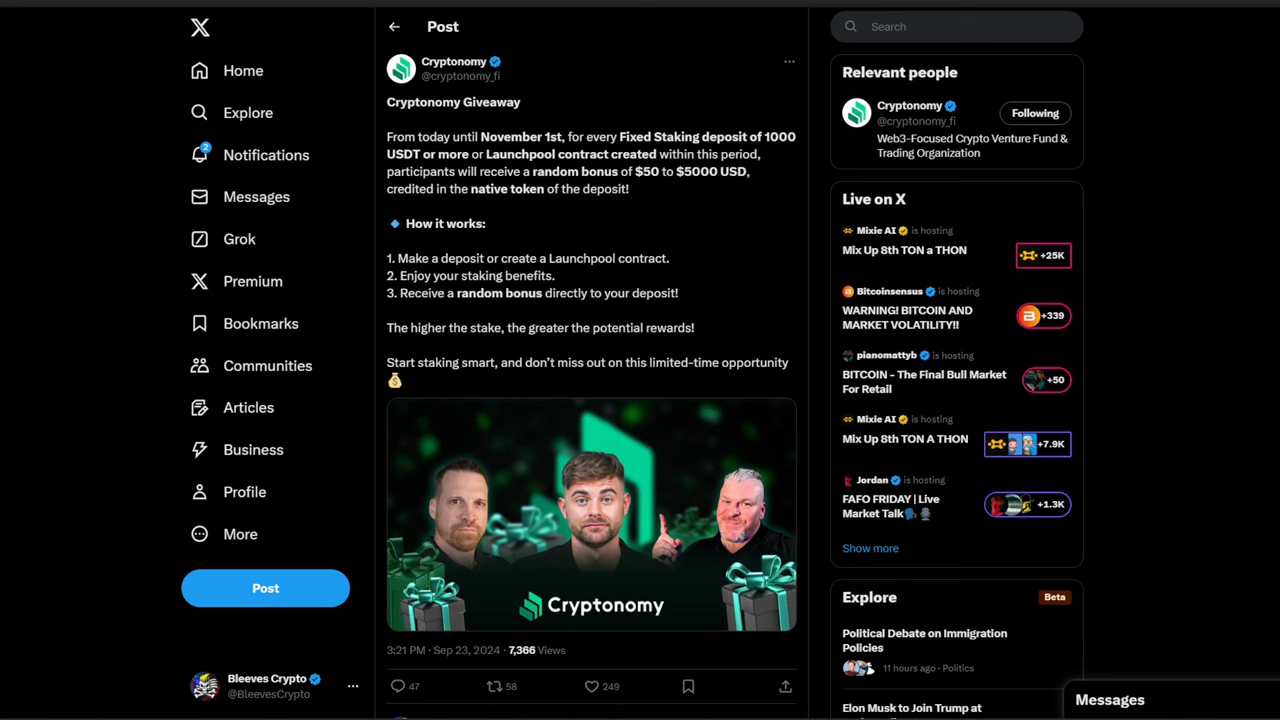 Home
Explore
2
Notifications
Messages
Grok
Premium
Bookmarks
Communities
Articles
Business
Profile
More
Post
Bleeves Crypto
@BleevesCrypto
Post
Cryptonomy
@cryptonomy_fi
Cryptonomy Giveaway
From today until November 1st, for every Fixed Staking deposit of 1000
USDT or more or Launchpool contract created within this period,
participants will receive a random bonus of $50 to $5000 USD,
credited in the native token of the deposit!
How it works:
1. Make a deposit or create a Launchpool contract.
2. Enjoy your staking benefits.
3. Receive a random bonus directly to your deposit!
The higher the stake, the greater the potential rewards!
Start staking smart, and don’t miss out on this limited-time opportunity
Cryptonomy
3:21 PM · Sep 23, 2024 · 7,366 Views
47 58 249
Search
Relevant people
Cryptonomy
@cryptonomy_fi
Following
Web3-Focused Crypto Venture Fund &
Trading Organization
Live on X
Mixie AI is hosting
Mix Up 8th TON a THON
+25K
Bitcoinsensus is hosting
WARNING! BITCOIN AND
MARKET VOLATILITY!!
+339
pianomattyb is hosting
BITCOIN - The Final Bull Market
For Retail
+50
Mixie AI is hosting
Mix Up 8th TON A THON
+7.9K
Jordan is hosting
FAFO FRIDAY | Live
Market Talk
+1.3K
Show more
Explore
Beta
Political Debate on Immigration
Policies
11 hours ago · Politics
Elon Musk to Join Trump at
Messages